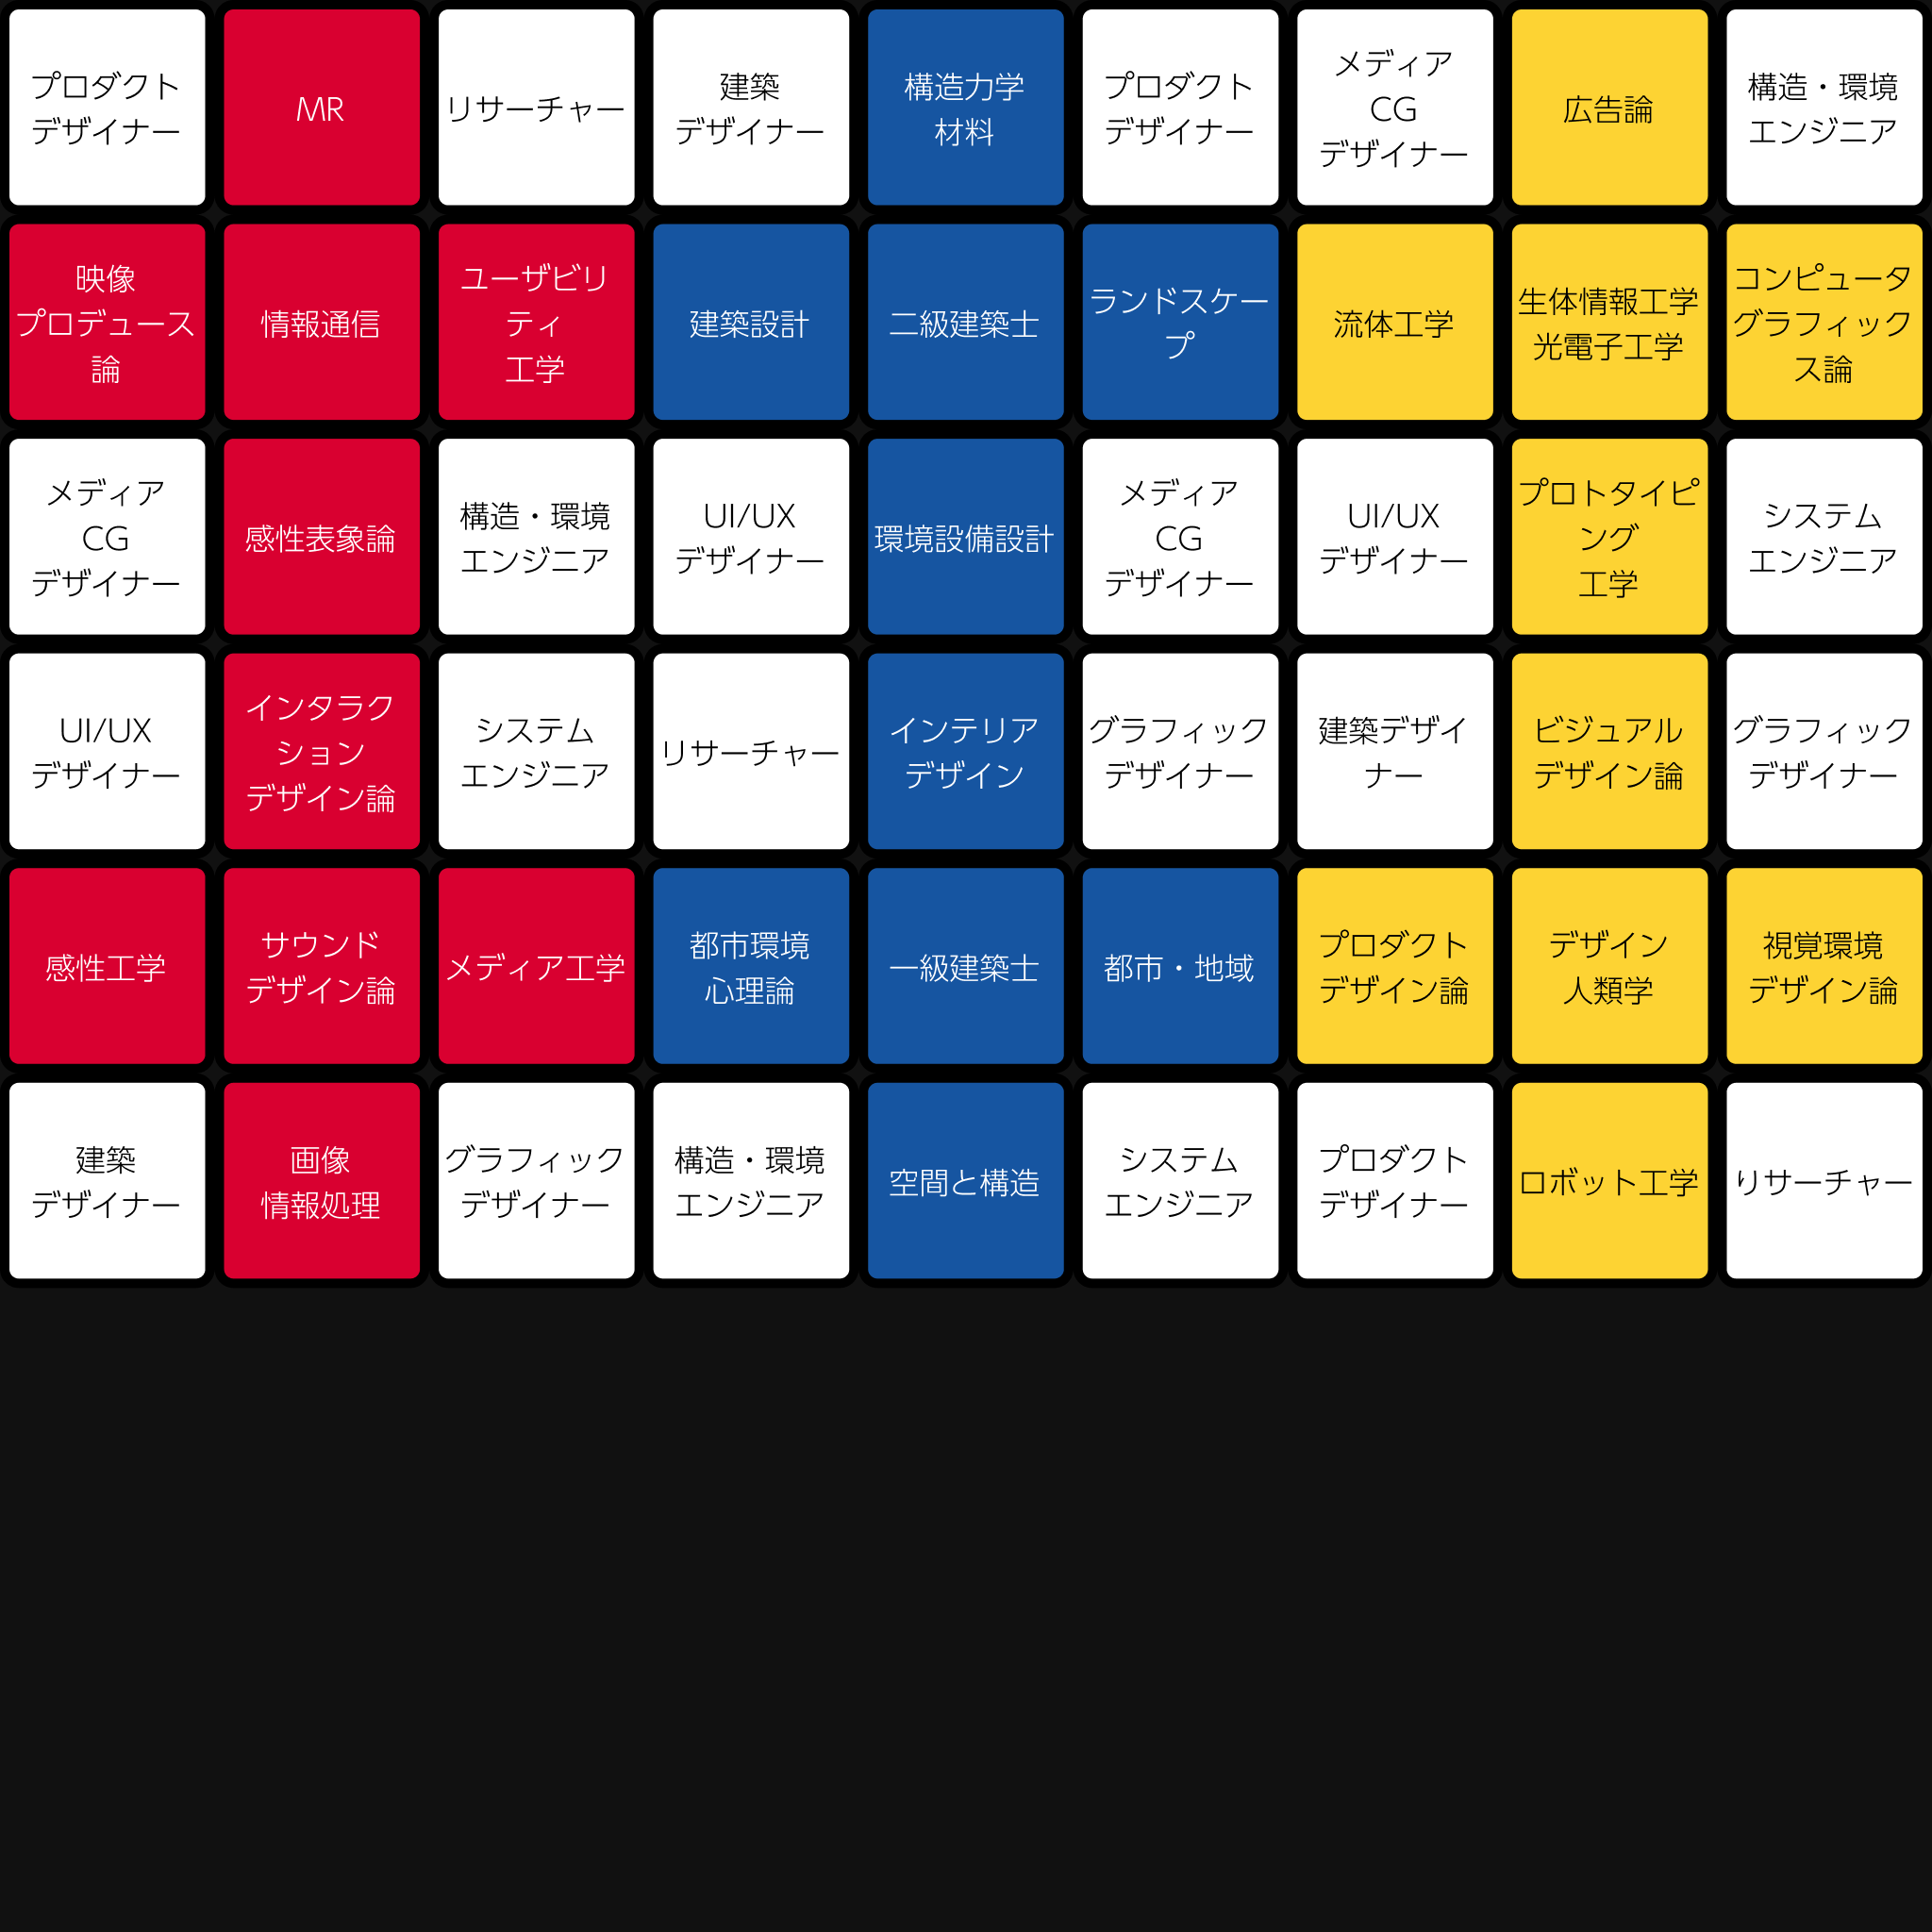 プロダクト
デザイナー
MR
リサーチャー
建築
デザイナー
構造力学
材料
プロダクト
デザイナー
メディア
CG
デザイナー
広告論
構造・環境
エンジニア
映像
プロデュース
論
情報通信
ユーザビリ
ティ
工学
建築設計
二級建築士
ランドスケー
プ
流体工学
生体情報工学
光電子工学
コンピュータ
グラフィック
ス論
メディア
CG
デザイナー
感性表象論
構造・環境
エンジニア
UI/UX
デザイナー
環境設備設計
メディア
CG
デザイナー
UI/UX
デザイナー
プロトタイピ
ング
工学
システム
エンジニア
UI/UX
デザイナー
インタラク
ション
デザイン論
システム
エンジニア
リサーチャー
インテリア
デザイン
グラフィック
デザイナー
建築デザイ
ナー
ビジュアル
デザイン論
グラフィック
デザイナー
感性工学
サウンド
デザイン論
メディア工学
都市環境
心理論
一級建築士
都市・地域
プロダクト
デザイン論
デザイン
人類学
視覚環境
デザイン論
建築
デザイナー
画像
情報処理
グラフィック
デザイナー
構造・環境
エンジニア
空間と構造
システム
エンジニア
プロダクト
デザイナー
ロボット工学
りサーチャー